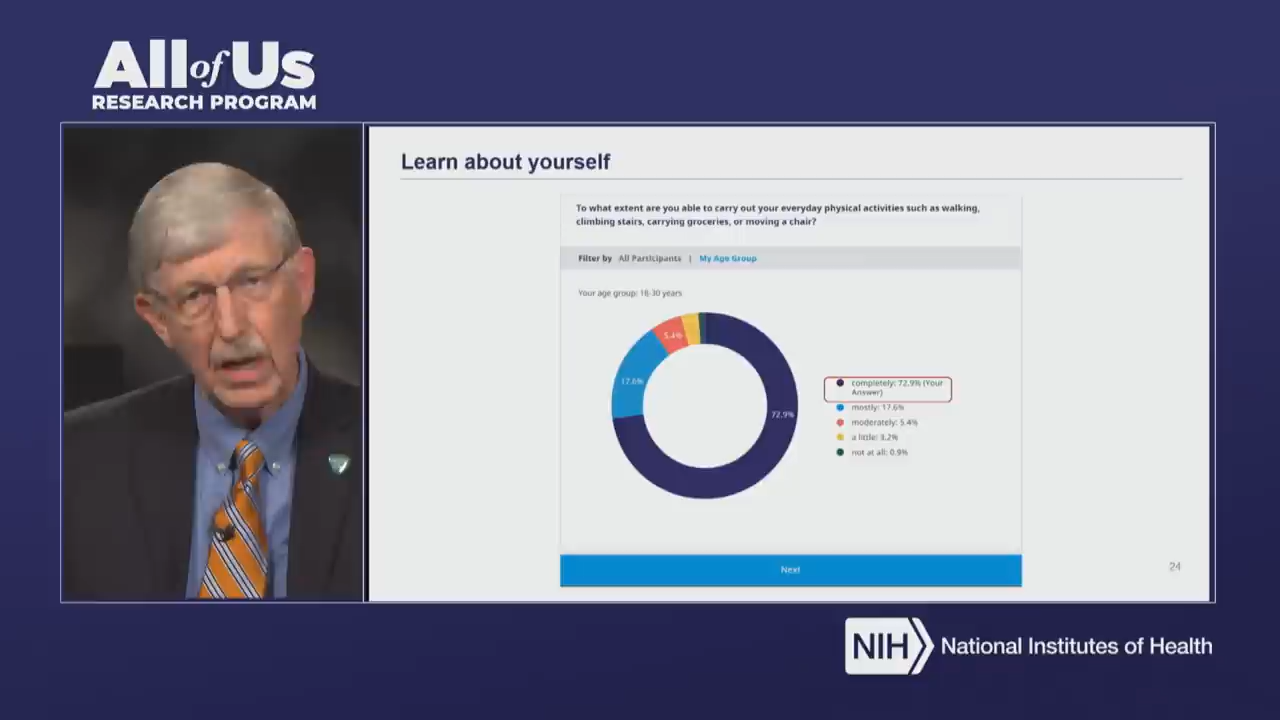 All of Us
RESEARCH PROGRAM
Learn about yourself
To what extent are you able to carry out your everyday physical activities such as walking,
climbing stairs, carrying groceries, or moving a chair?
Filter by All Participants | My Age Group
Your age group: 18-30 years
5.4%
17.6%
72.9%
completely: 72.9% (Your
Answer)
mostly: 17.6%
moderately: 5.4%
a little: 3.2%
not at all: 0.9%
Next
24
NIH National Institutes of Health